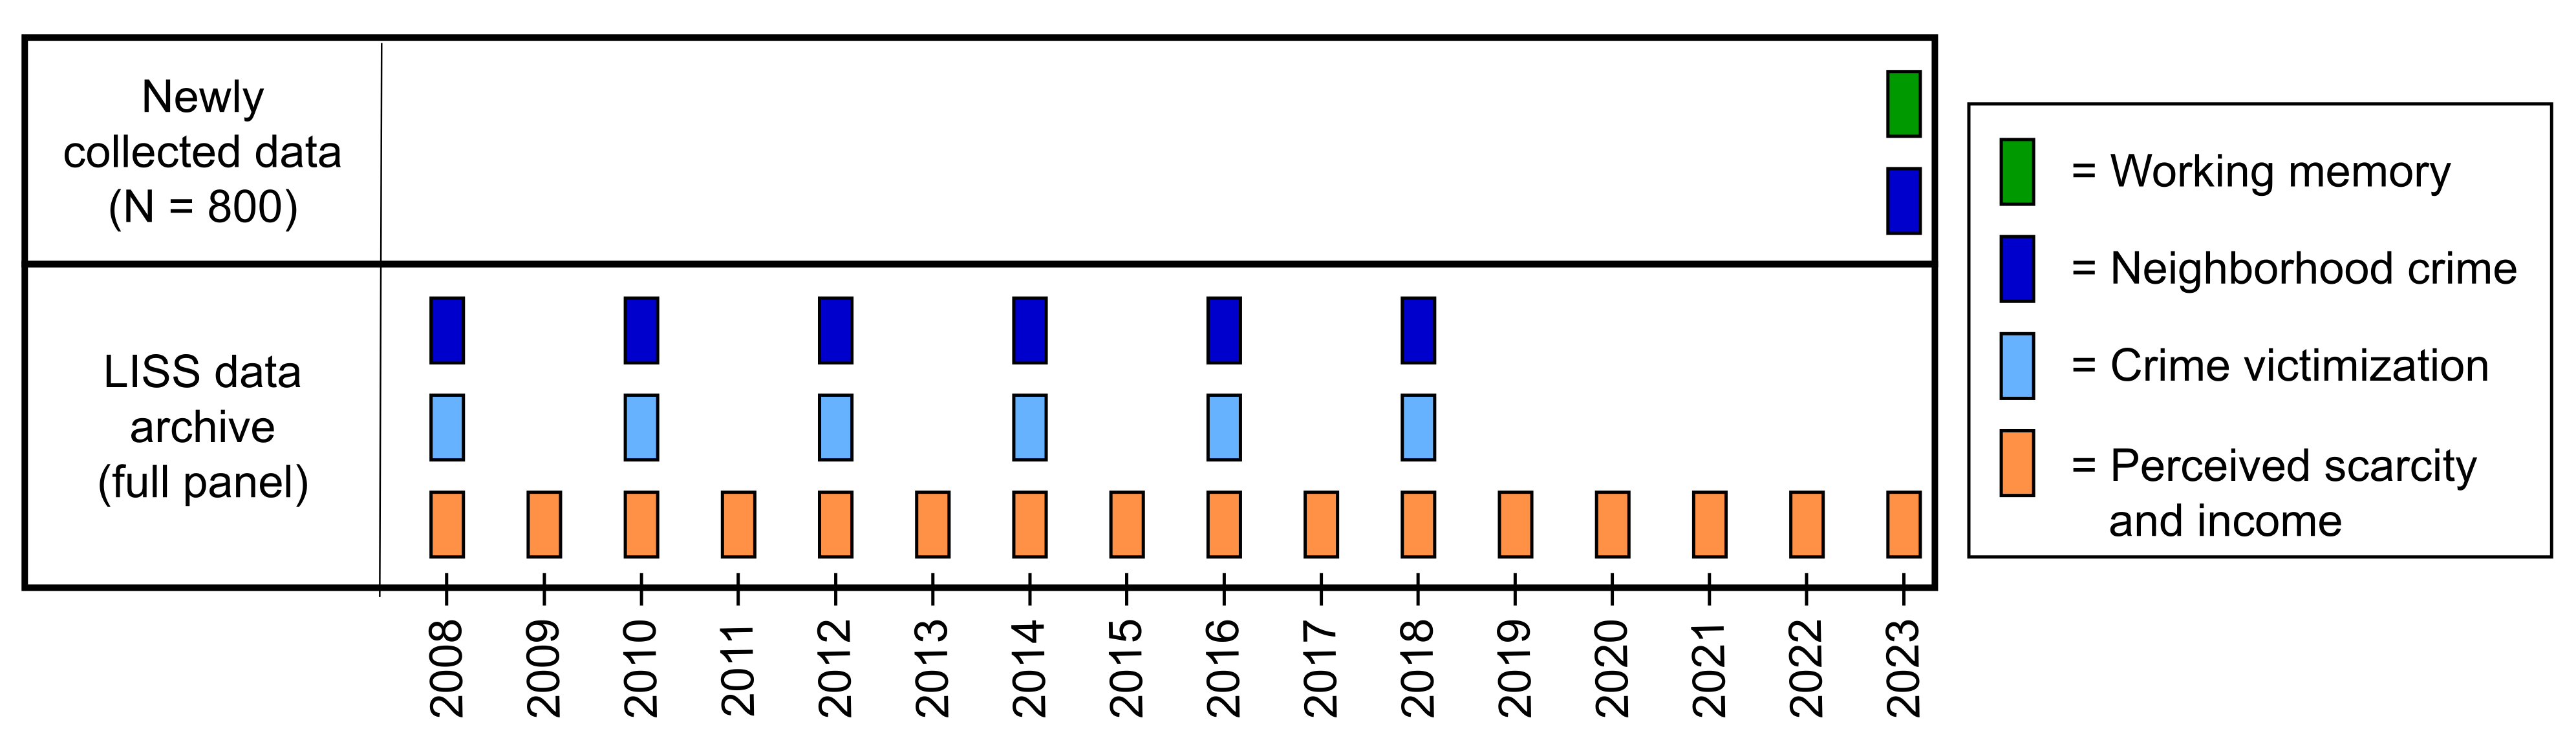 Newly
collected data
(N = 800)
LISS data
archive
(full panel)
2008
2009
2010
2011
2012
2013
2014
2015
2016
2017
2018
2019
2020
2021
2022
2023
= Working memory
= Neighborhood crime
= Crime victimization
= Perceived scarcity
and income